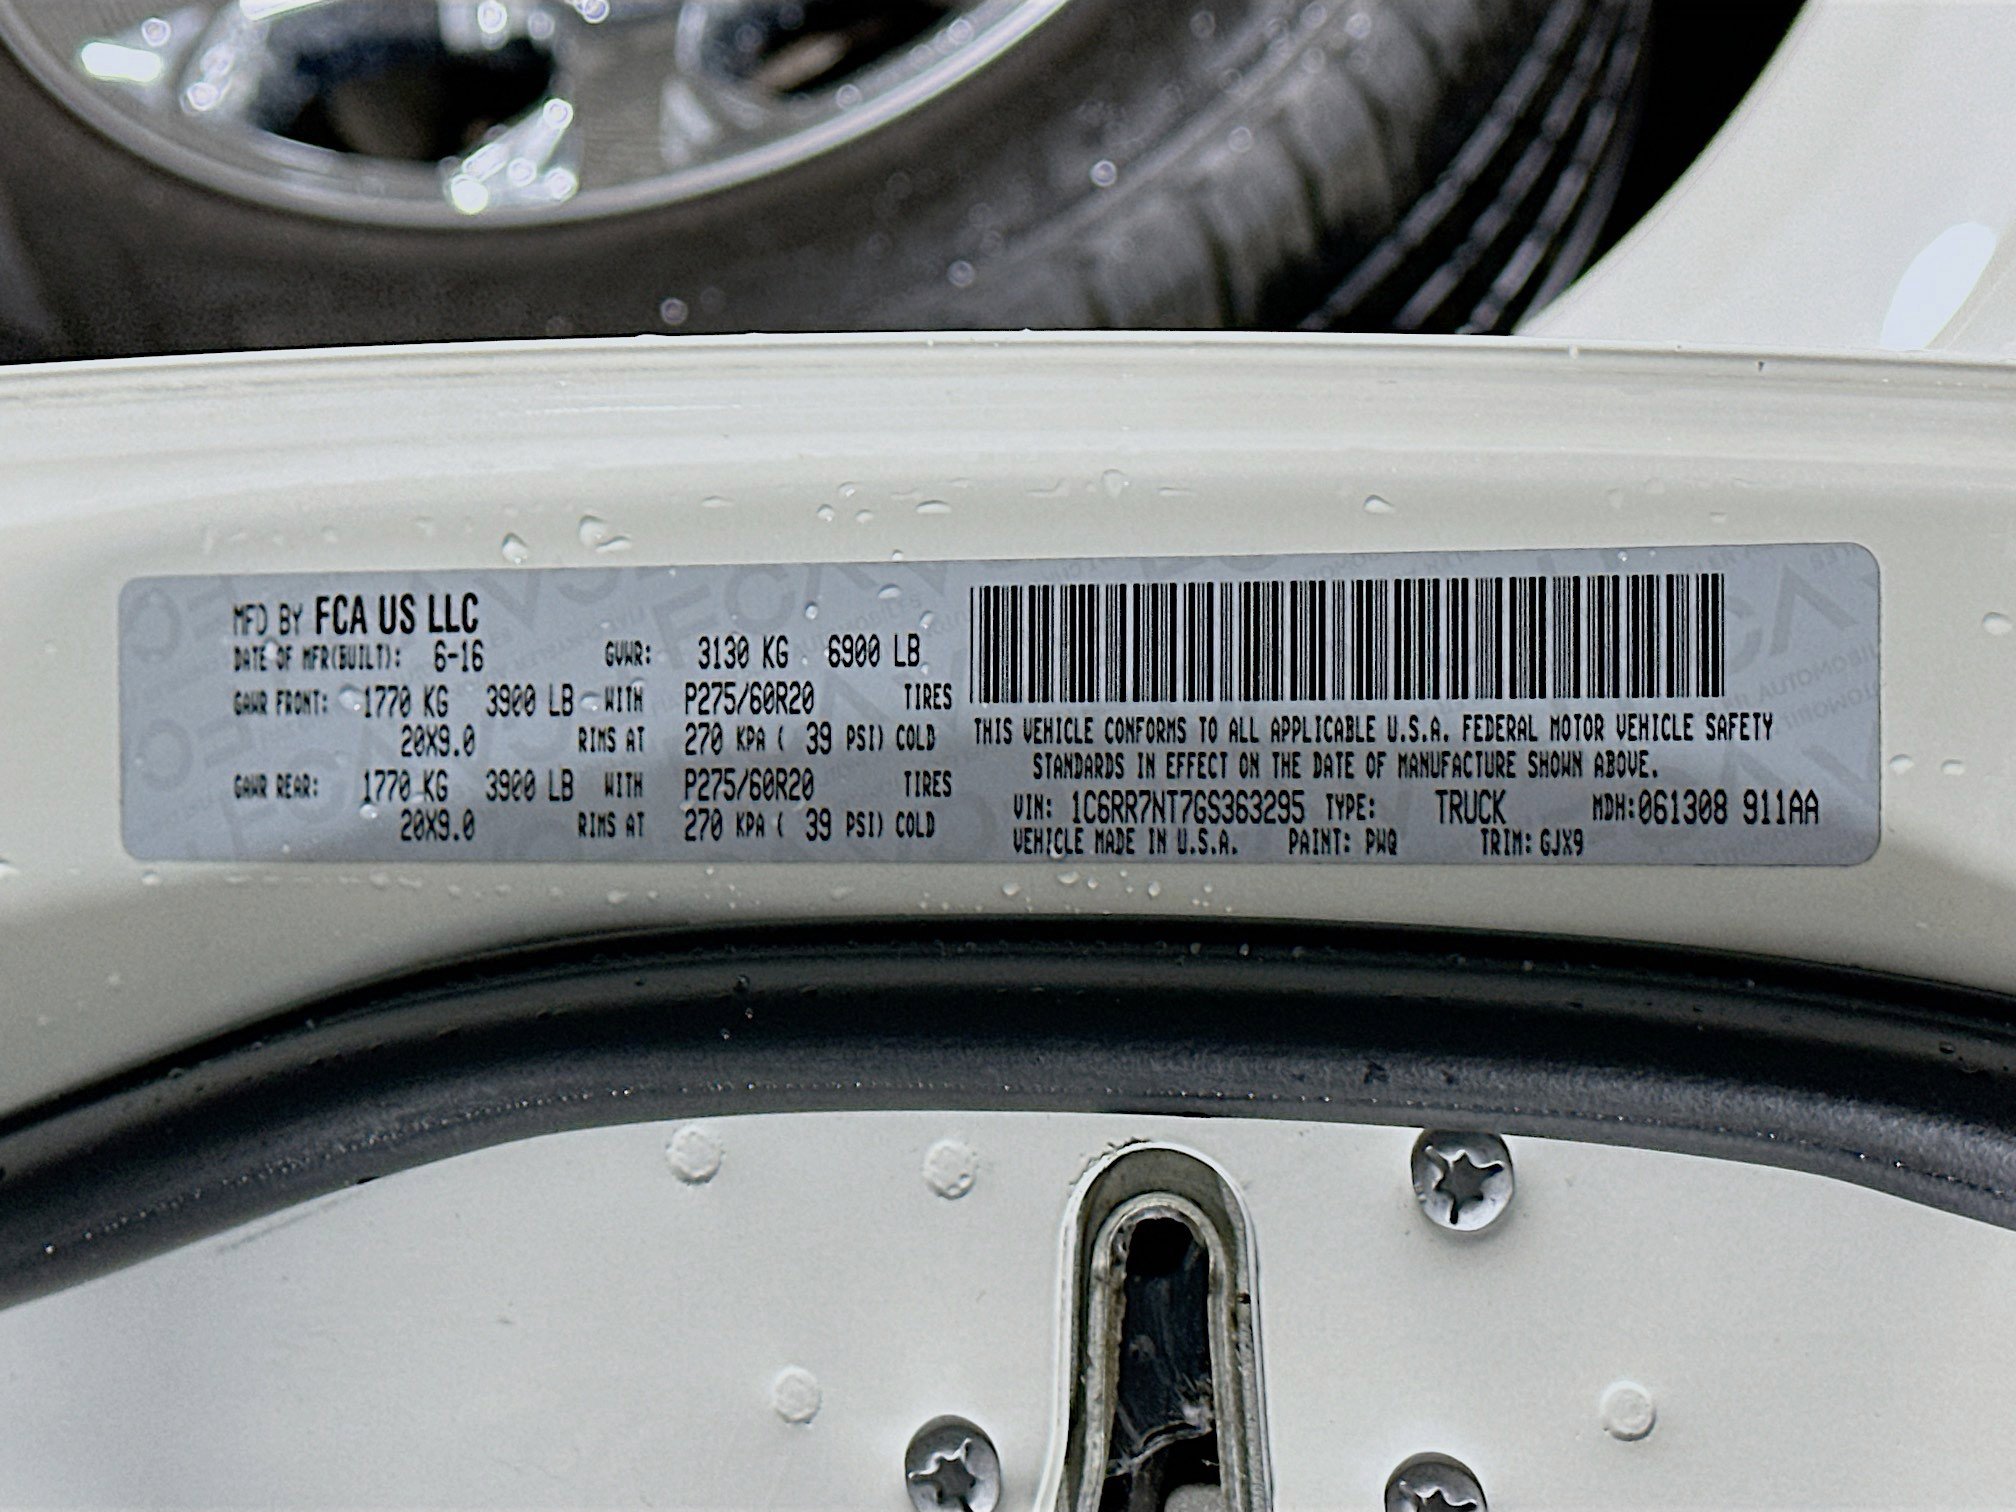 MFD BY FCA US LLC
DATE OF MFR(BUILT): 6-16 GVWR: 3130 KG 6900 LB
GAWR FRONT: 1770 KG 3900 LB WITH P275/60R20 TIRES
20X9.0 RIMS AT 270 KPA ( 39 PSI) COLD
GAWR REAR: 1770 KG 3900 LB WITH P275/60R20 TIRES
20X9.0 RIMS AT 270 KPA ( 39 PSI) COLD
THIS VEHICLE CONFORMS TO ALL APPLICABLE U.S.A. FEDERAL MOTOR VEHICLE SAFETY
STANDARDS IN EFFECT ON THE DATE OF MANUFACTURE SHOWN ABOVE.
VIN: 1C6RR7NT7GS363295 TYPE: TRUCK MDH:061308 911AA
VEHICLE MADE IN U.S.A. PAINT: PWQ TRIM: GJX9